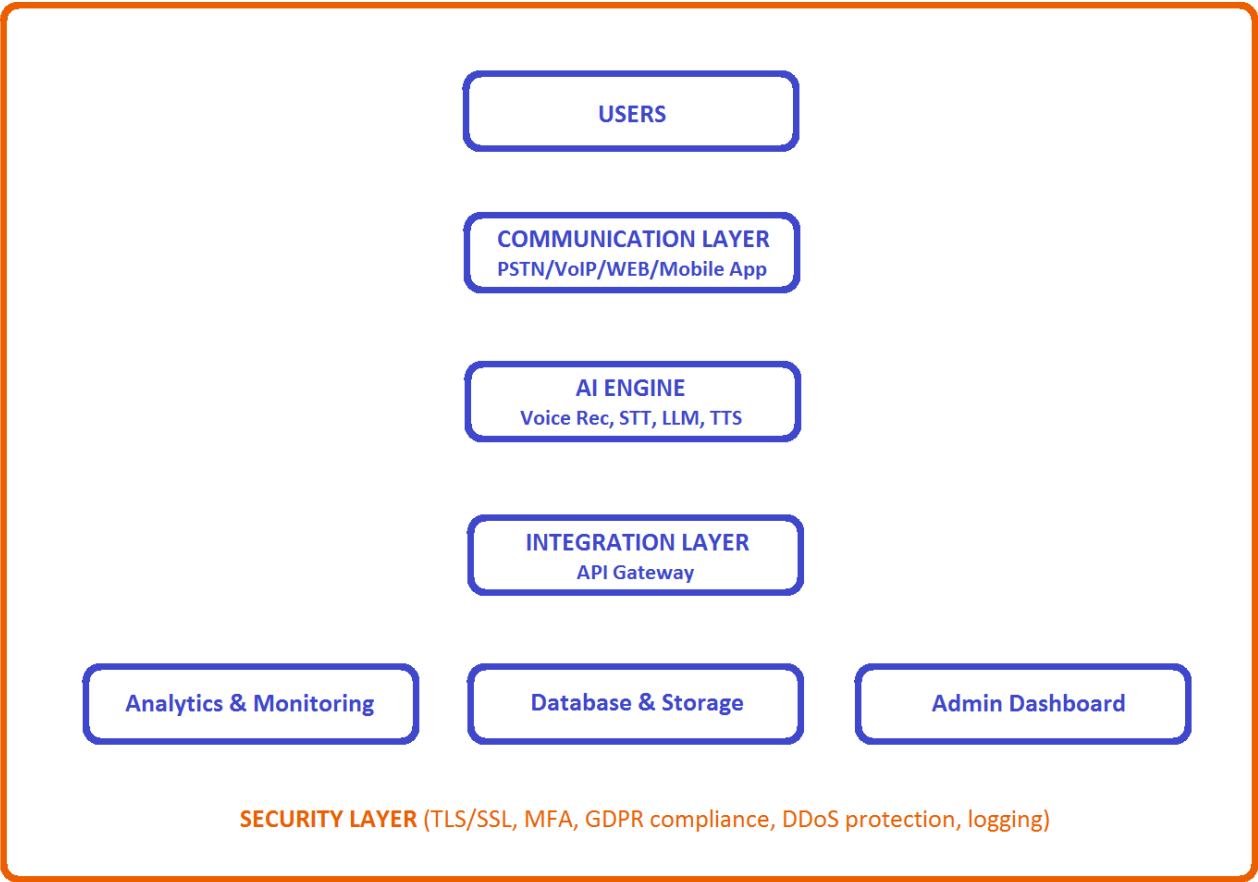 USERS
COMMUNICATION LAYER
PSTN/VoIP/WEB/Mobile App
AI ENGINE
Voice Rec, STT, LLM, TTS
INTEGRATION LAYER
API Gateway
Analytics & Monitoring
Database & Storage
Admin Dashboard
SECURITY LAYER (TLS/SSL, MFA, GDPR compliance, DDoS protection, logging)